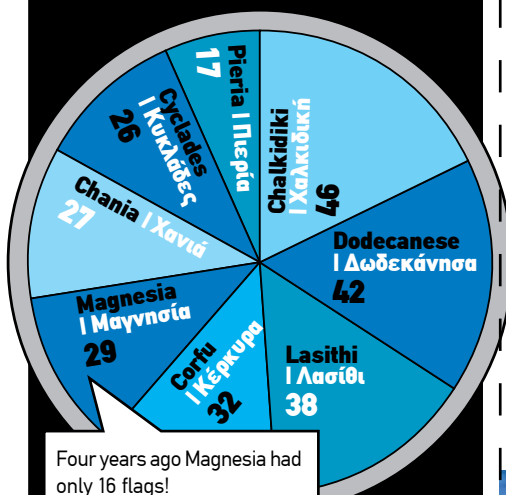 Pieria | Πιερία
17
Chalkidiki
| Χαλκιδική
46
Dodecanese
| Δωδεκάνησα
42
Lasithi
| Λασίθι
38
Corfu
| Κέρκυρα
32
Magnesia
| Μαγνησία
29
Chania | Χανιά
27
Cyclades
| Κυκλάδες
26
Four years ago Magnesia had
only 16 flags!